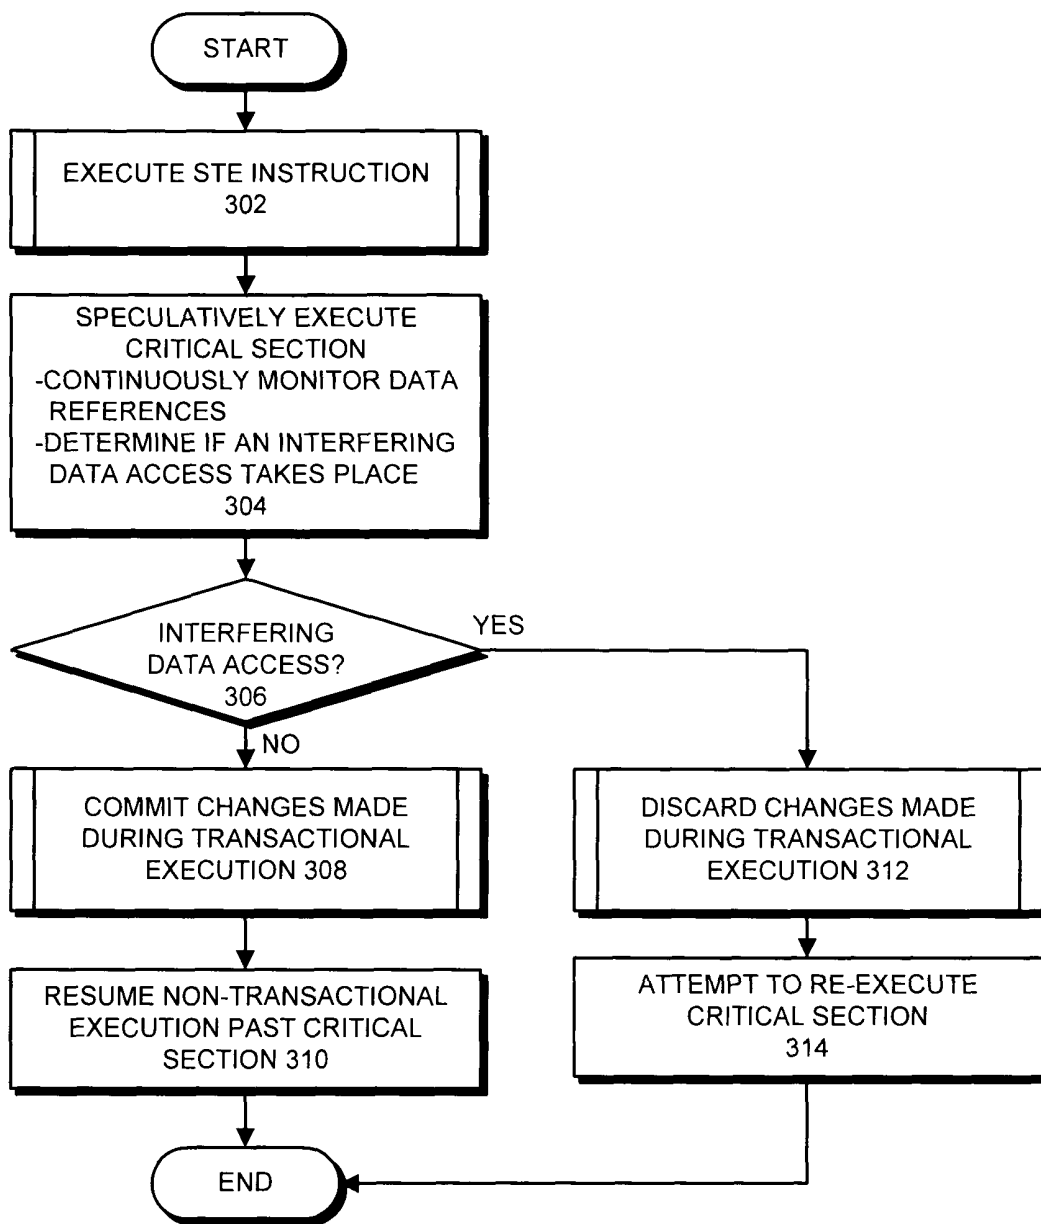 START
EXECUTE STE INSTRUCTION
302
SPECULATIVELY EXECUTE
CRITICAL SECTION
-CONTINUOUSLY MONITOR DATA
REFERENCES
-DETERMINE IF AN INTERFERING
DATA ACCESS TAKES PLACE
304
INTERFERING
DATA ACCESS?
306
YES
NO
COMMIT CHANGES MADE
DURING TRANSACTIONAL
EXECUTION 308
DISCARD CHANGES MADE
DURING TRANSACTIONAL
EXECUTION 312
RESUME NON-TRANSACTIONAL
EXECUTION PAST CRITICAL
SECTION 310
ATTEMPT TO RE-EXECUTE
CRITICAL SECTION
314
END